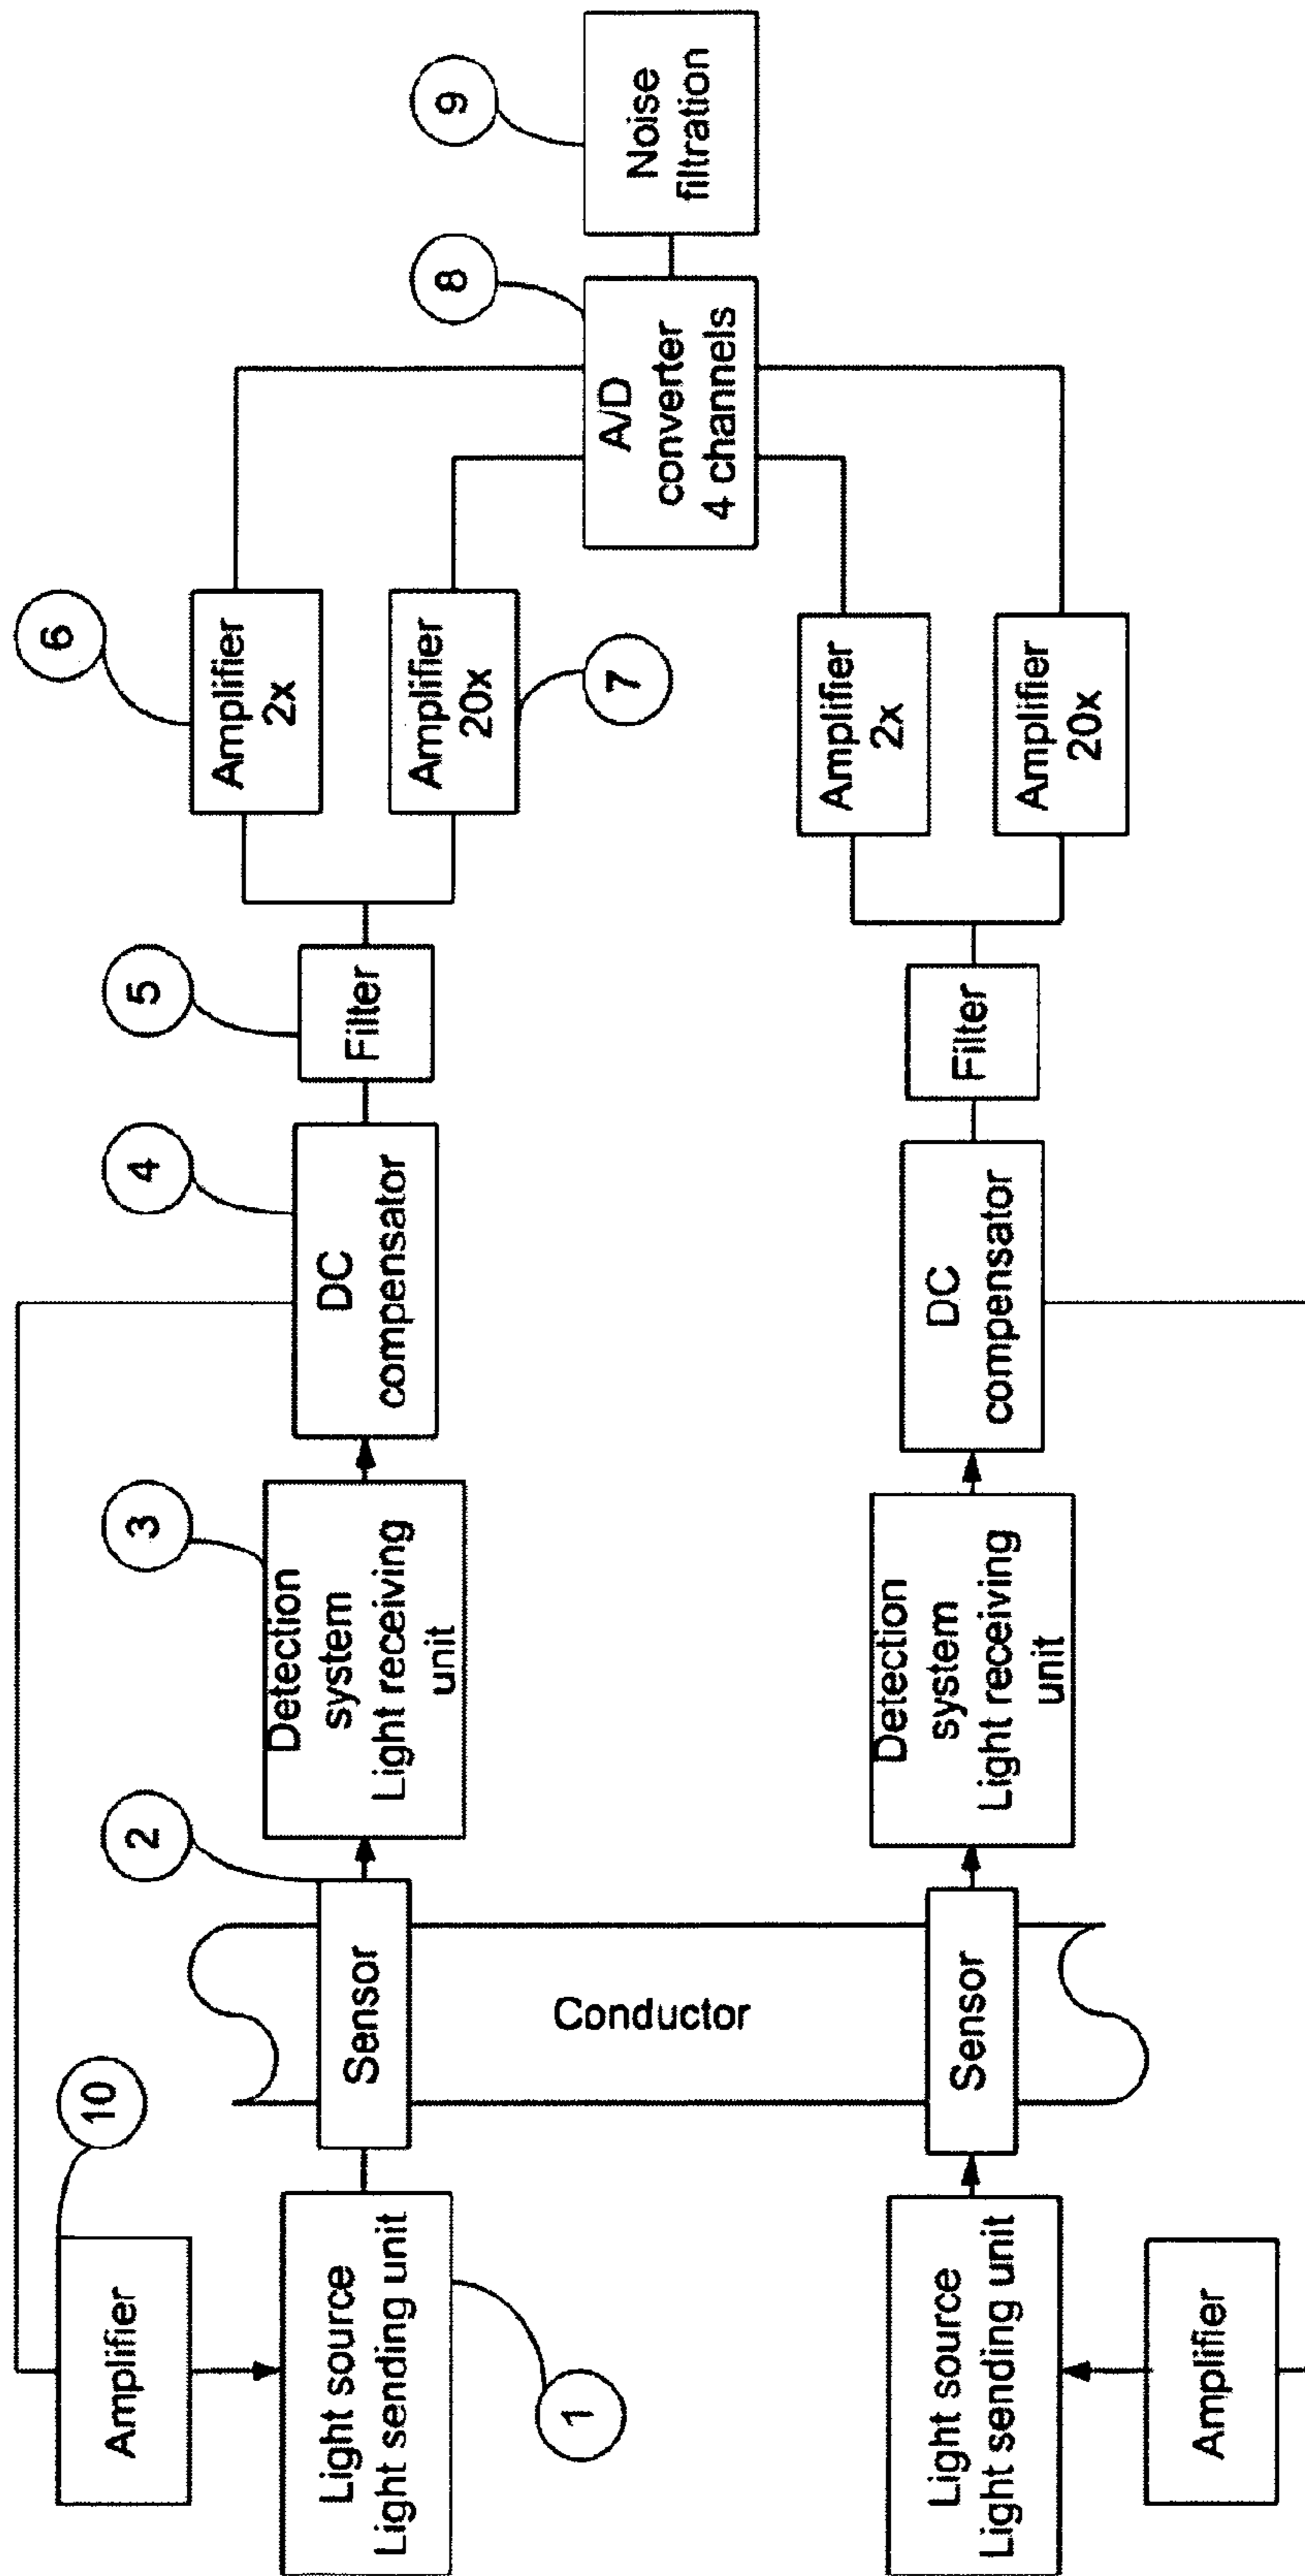 10
Amplifier
Light source
Light sending unit
1
2
Sensor
3
Detection
system
Light receiving
unit
4
DC
compensator
5
Filter
6
Amplifier
2x
Amplifier
20x
7
8
A/D
converter
4 channels
9
Noise
filtration
Conductor
Light source
Light sending unit
Amplifier
Sensor
Detection
system
Light receiving
unit
DC
compensator
Filter
Amplifier
2x
Amplifier
20x